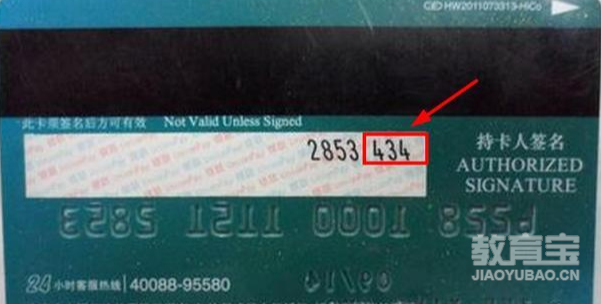 HW2011073313-HiCo
此卡须签名后方可有效 Not Valid Unless Signed
2853 434
持卡人签名
AUTHORIZED
SIGNATURE
24小时客服热线 40088-95580
教育宝
JIAOYUBAO.CN